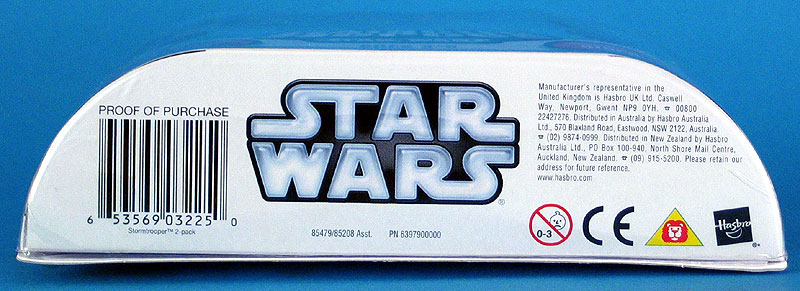 PROOF OF PURCHASE
6 53569 03225 0
Stormtrooper™ 2-pack
STAR
WARS®
85479/85208 Asst. PN 6397900000
Manufacturer's representative in the
United Kingdom is Hasbro UK Ltd. Caswell
Way, Newport, Gwent NP9 0YH. ☎ 00800
22427276. Distributed in Australia by Hasbro Australia
Ltd., 570 Blaxland Road, Eastwood, NSW 2122, Australia.
☎ (02) 9874-0999. Distributed in New Zealand by Hasbro
Australia Ltd., PO Box 100-940, North Shore Mail Centre,
Auckland, New Zealand. ☎ (09) 915-5200. Please retain our
address for future reference.
www.hasbro.com
0-3
CE
Hasbro ®